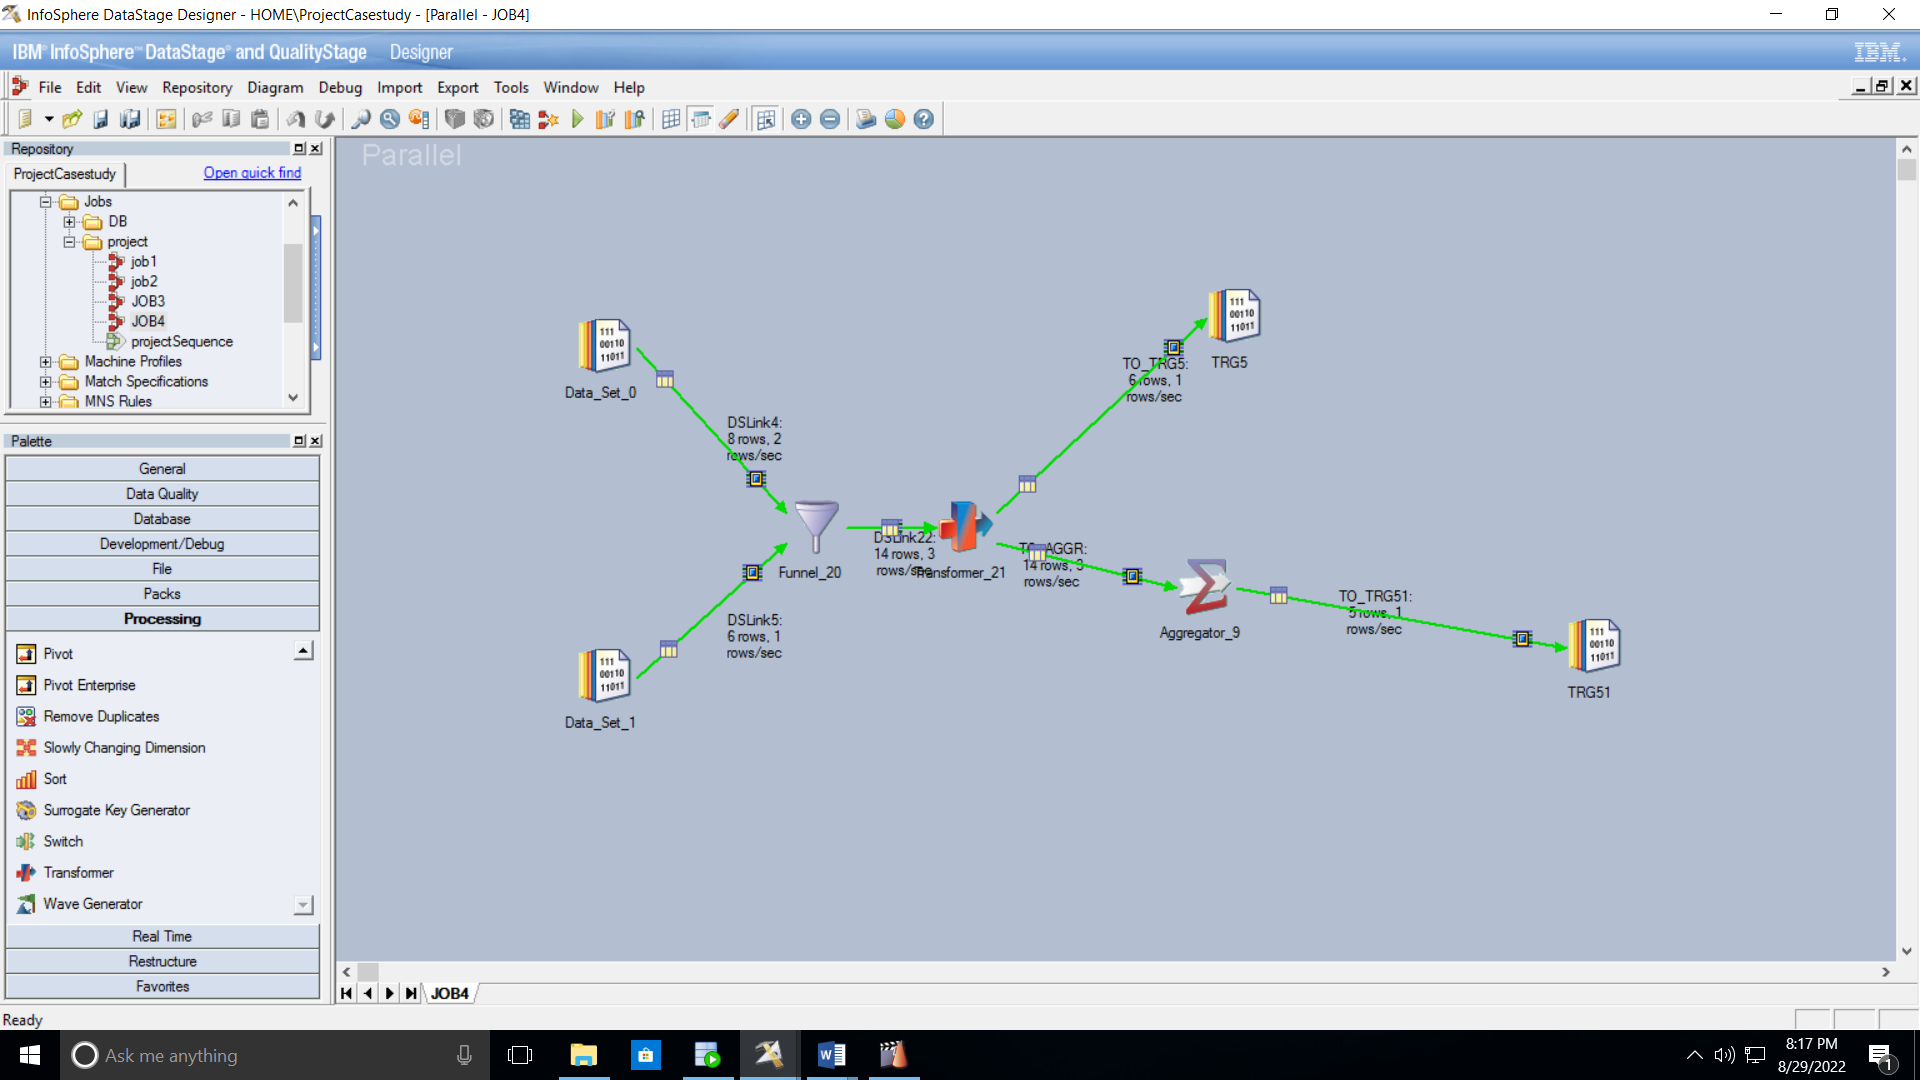 InfoSphere DataStage Designer - HOME\ProjectCasestudy - [Parallel - JOB4]
IBM® InfoSphere™ DataStage® and QualityStage Designer
IBM.
File Edit View Repository Diagram Debug Import Export Tools Window Help
Repository
ProjectCasestudy Open quick find
Jobs
DB
project
job1
job2
JOB3
JOB4
projectSequence
Machine Profiles
Match Specifications
MNS Rules
Palette
General
Data Quality
Database
Development/Debug
File
Packs
Processing
Pivot
Pivot Enterprise
Remove Duplicates
Slowly Changing Dimension
Sort
Surrogate Key Generator
Switch
Transformer
Wave Generator
Real Time
Restructure
Favorites
Parallel
TRG5
TO_TRG5:
6 rows, 1
rows/sec
Data_Set_0
DSLink4:
8 rows, 2
rows/sec
Funnel_20
DSLink22:
14 rows, 3
rows/sec
Transformer_21
TO_AGGR:
14 rows, 3
rows/sec
Aggregator_9
TO_TRG51:
5 rows, 1
rows/sec
TRG51
DSLink5:
6 rows, 1
rows/sec
Data_Set_1
JOB4
Ready
Ask me anything
8:17 PM
8/29/2022
1